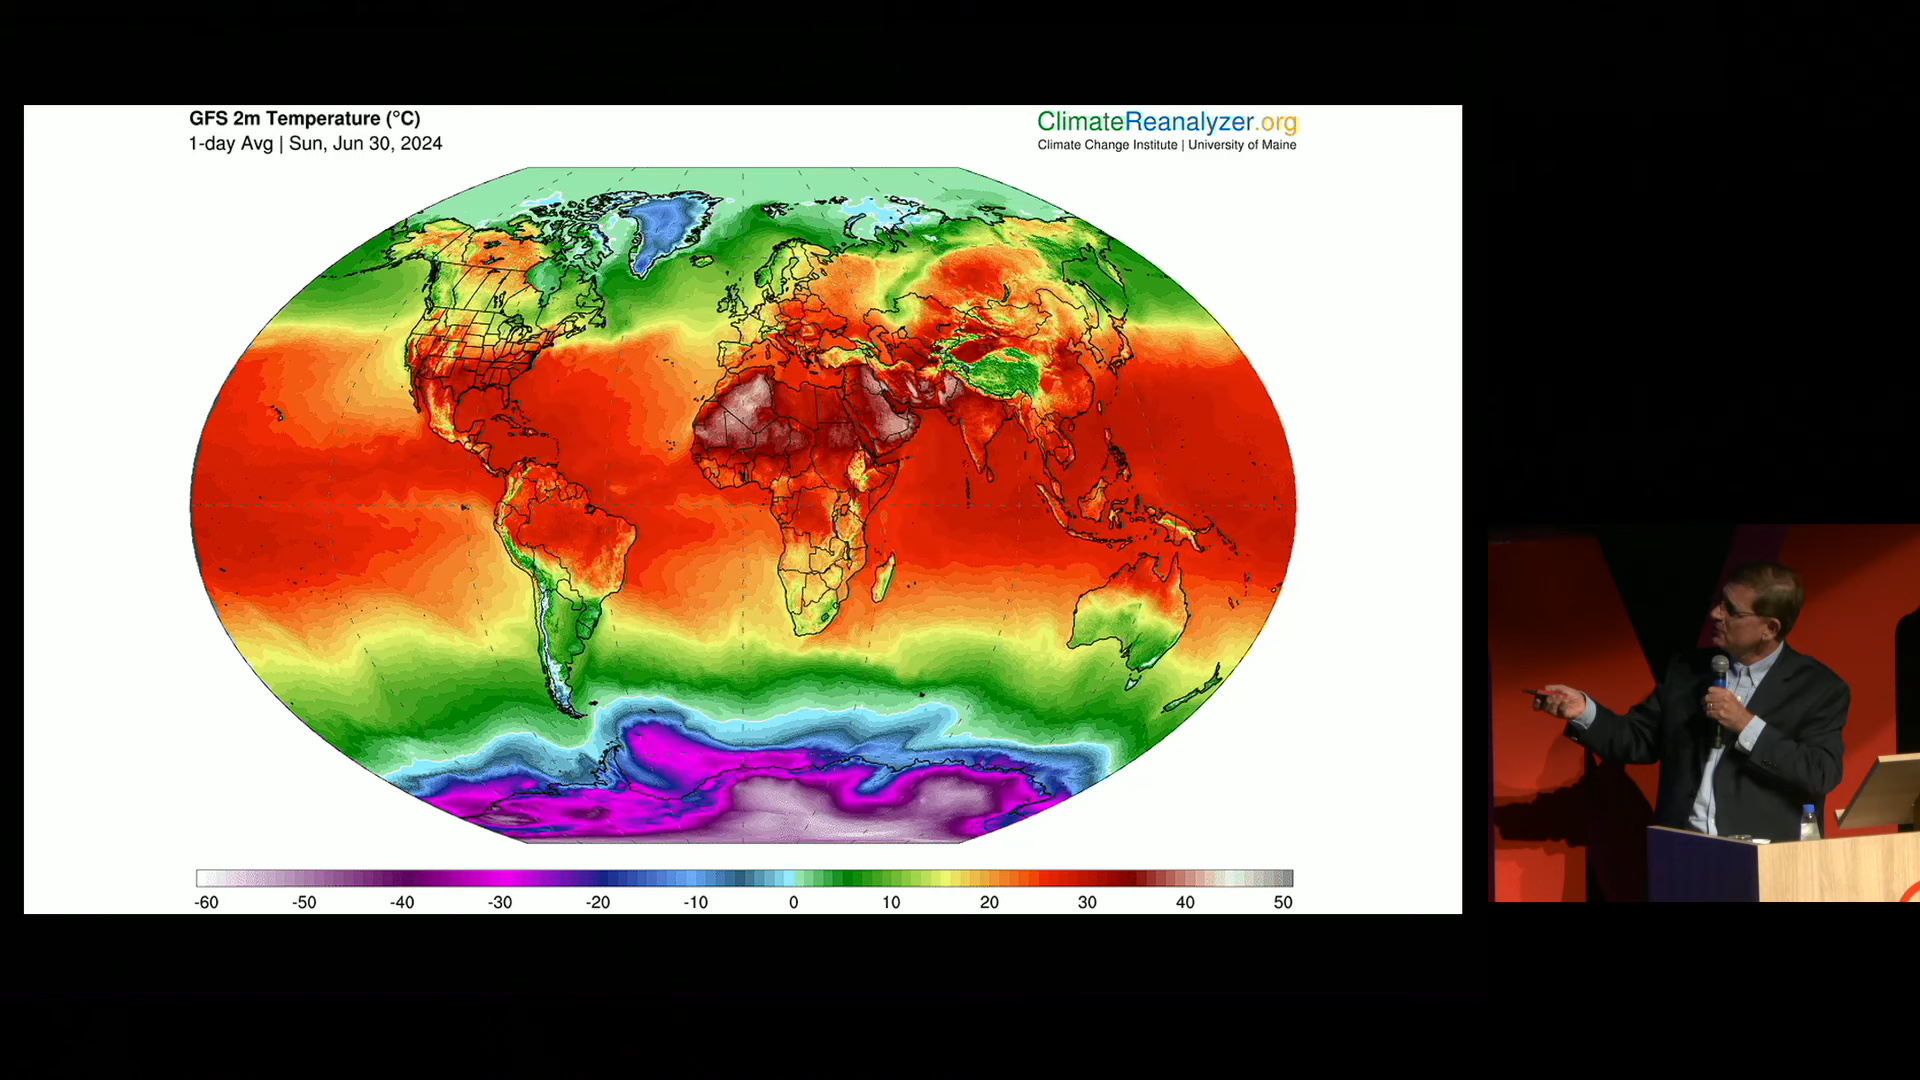 GFS 2m Temperature (°C)
1-day Avg | Sun, Jun 30, 2024
ClimateReanalyzer.org
Climate Change Institute | University of Maine
-60 -50 -40 -30 -20 -10 0 10 20 30 40 50